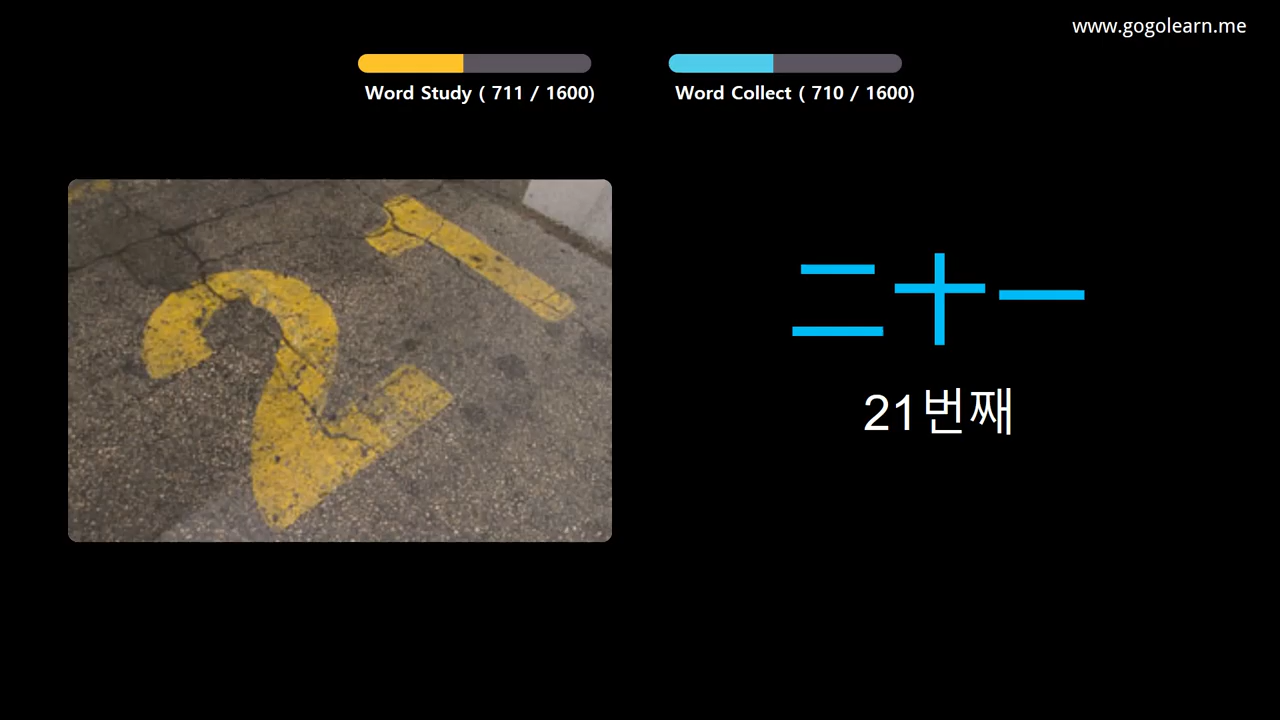 www.gogolearn.me
Word Study ( 711 / 1600)
Word Collect ( 710 / 1600)
21
二十一
21번째